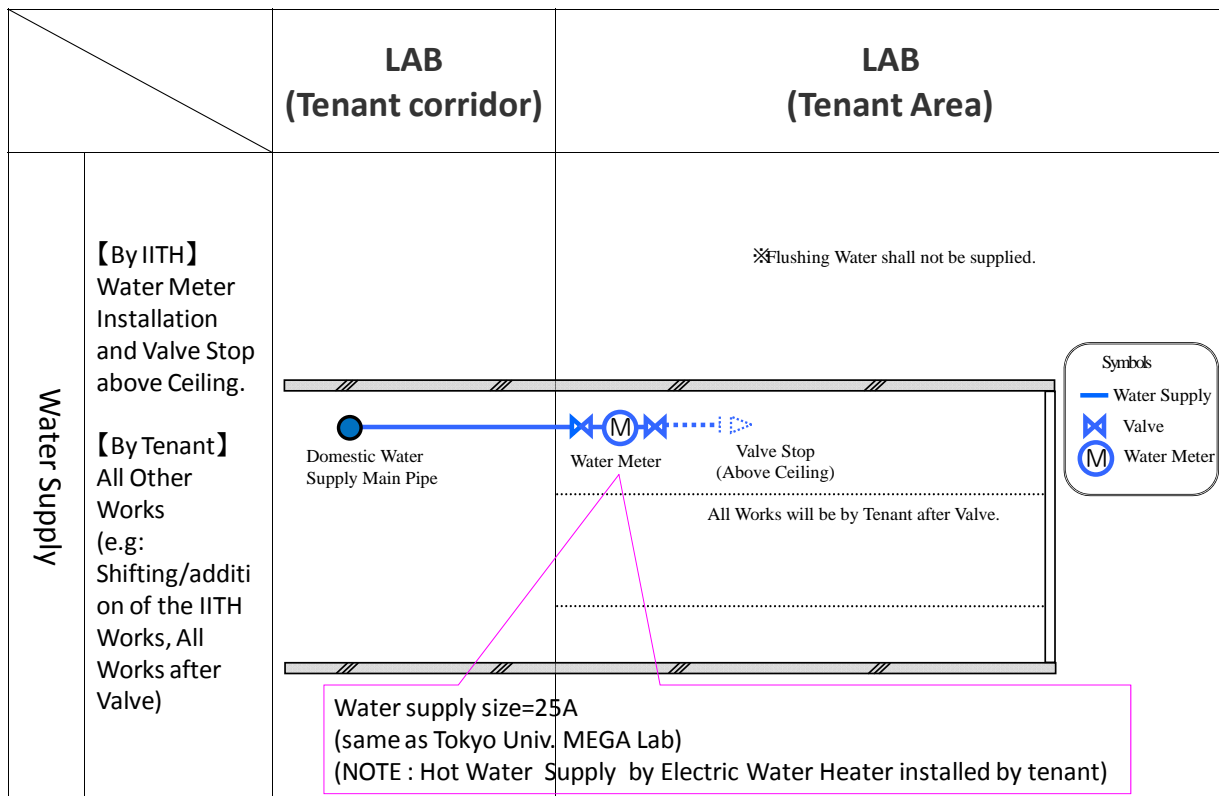 LAB
(Tenant corridor)
LAB
(Tenant Area)
Water Supply
【By IITH】
Water Meter
Installation
and Valve Stop
above Ceiling.
【By Tenant】
All Other
Works
(e.g:
Shifting/additi
on of the IITH
Works, All
Works after
Valve)
※Flushing Water shall not be supplied.
Domestic Water
Supply Main Pipe
M
Water Meter
Valve Stop
(Above Ceiling)
All Works will be by Tenant after Valve.
Symbols
Water Supply
Valve
M Water Meter
Water supply size=25A
(same as Tokyo Univ. MEGA Lab)
(NOTE : Hot Water Supply by Electric Water Heater installed by tenant)